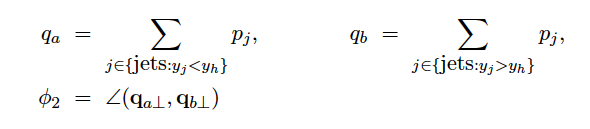 q_a = ∑_{j∈{jets:y_j<y_h}} p_j, q_b = ∑_{j∈{jets:y_j>y_h}} p_j,
ϕ_2 = ∠(𝐪_{a⊥}, 𝐪_{b⊥})